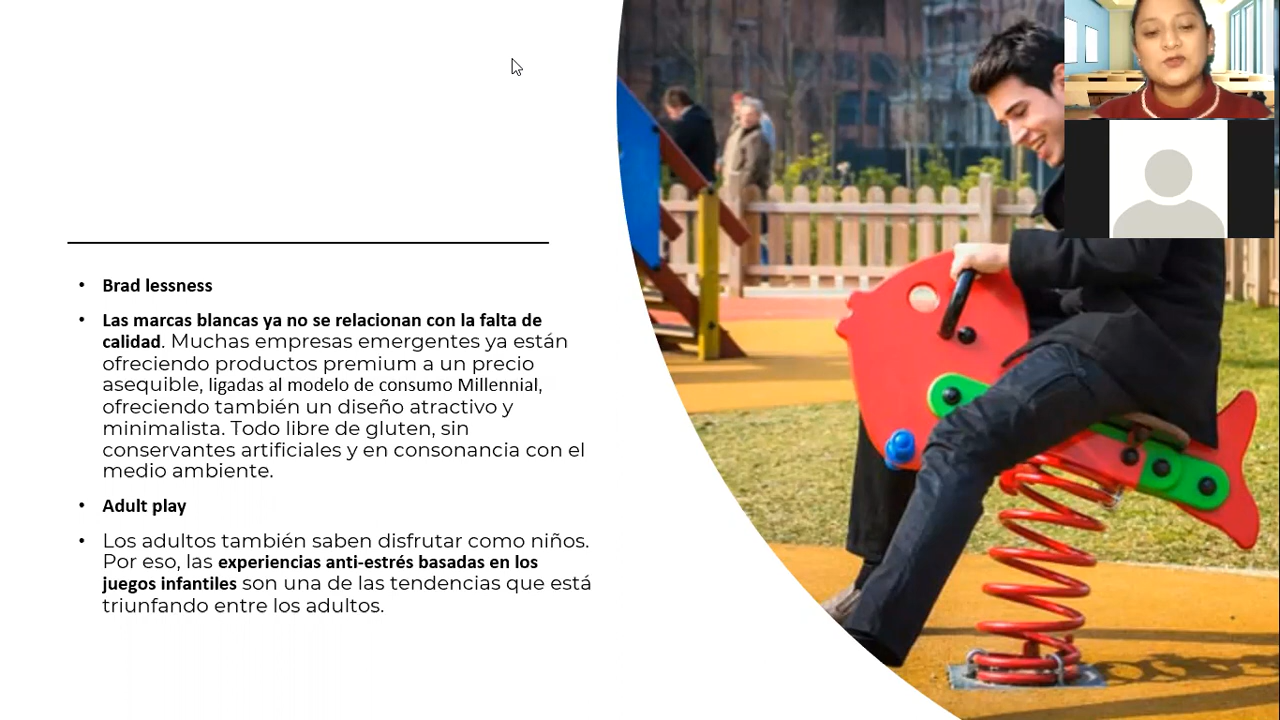 Brad lessness
Las marcas blancas ya no se relacionan con la falta de
calidad. Muchas empresas emergentes ya están
ofreciendo productos premium a un precio
asequible, ligadas al modelo de consumo Millennial,
ofreciendo también un diseño atractivo y
minimalista. Todo libre de gluten, sin
conservantes artificiales y en consonancia con el
medio ambiente.
Adult play
Los adultos también saben disfrutar como niños.
Por eso, las experiencias anti-estrés basadas en los
juegos infantiles son una de las tendencias que está
triunfando entre los adultos.